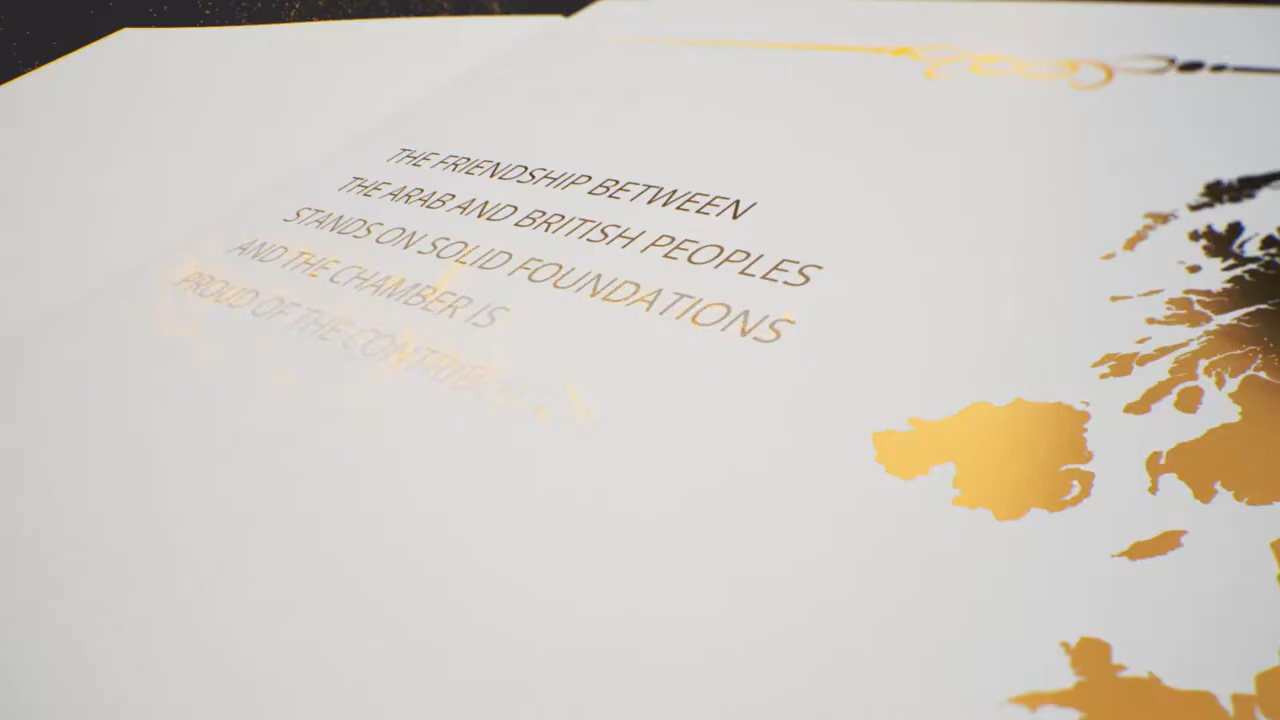 THE FRIENDSHIP BETWEEN
THE ARAB AND BRITISH PEOPLES
STANDS ON SOLID FOUNDATIONS
AND THE CHAMBER IS
PROUD OF THE